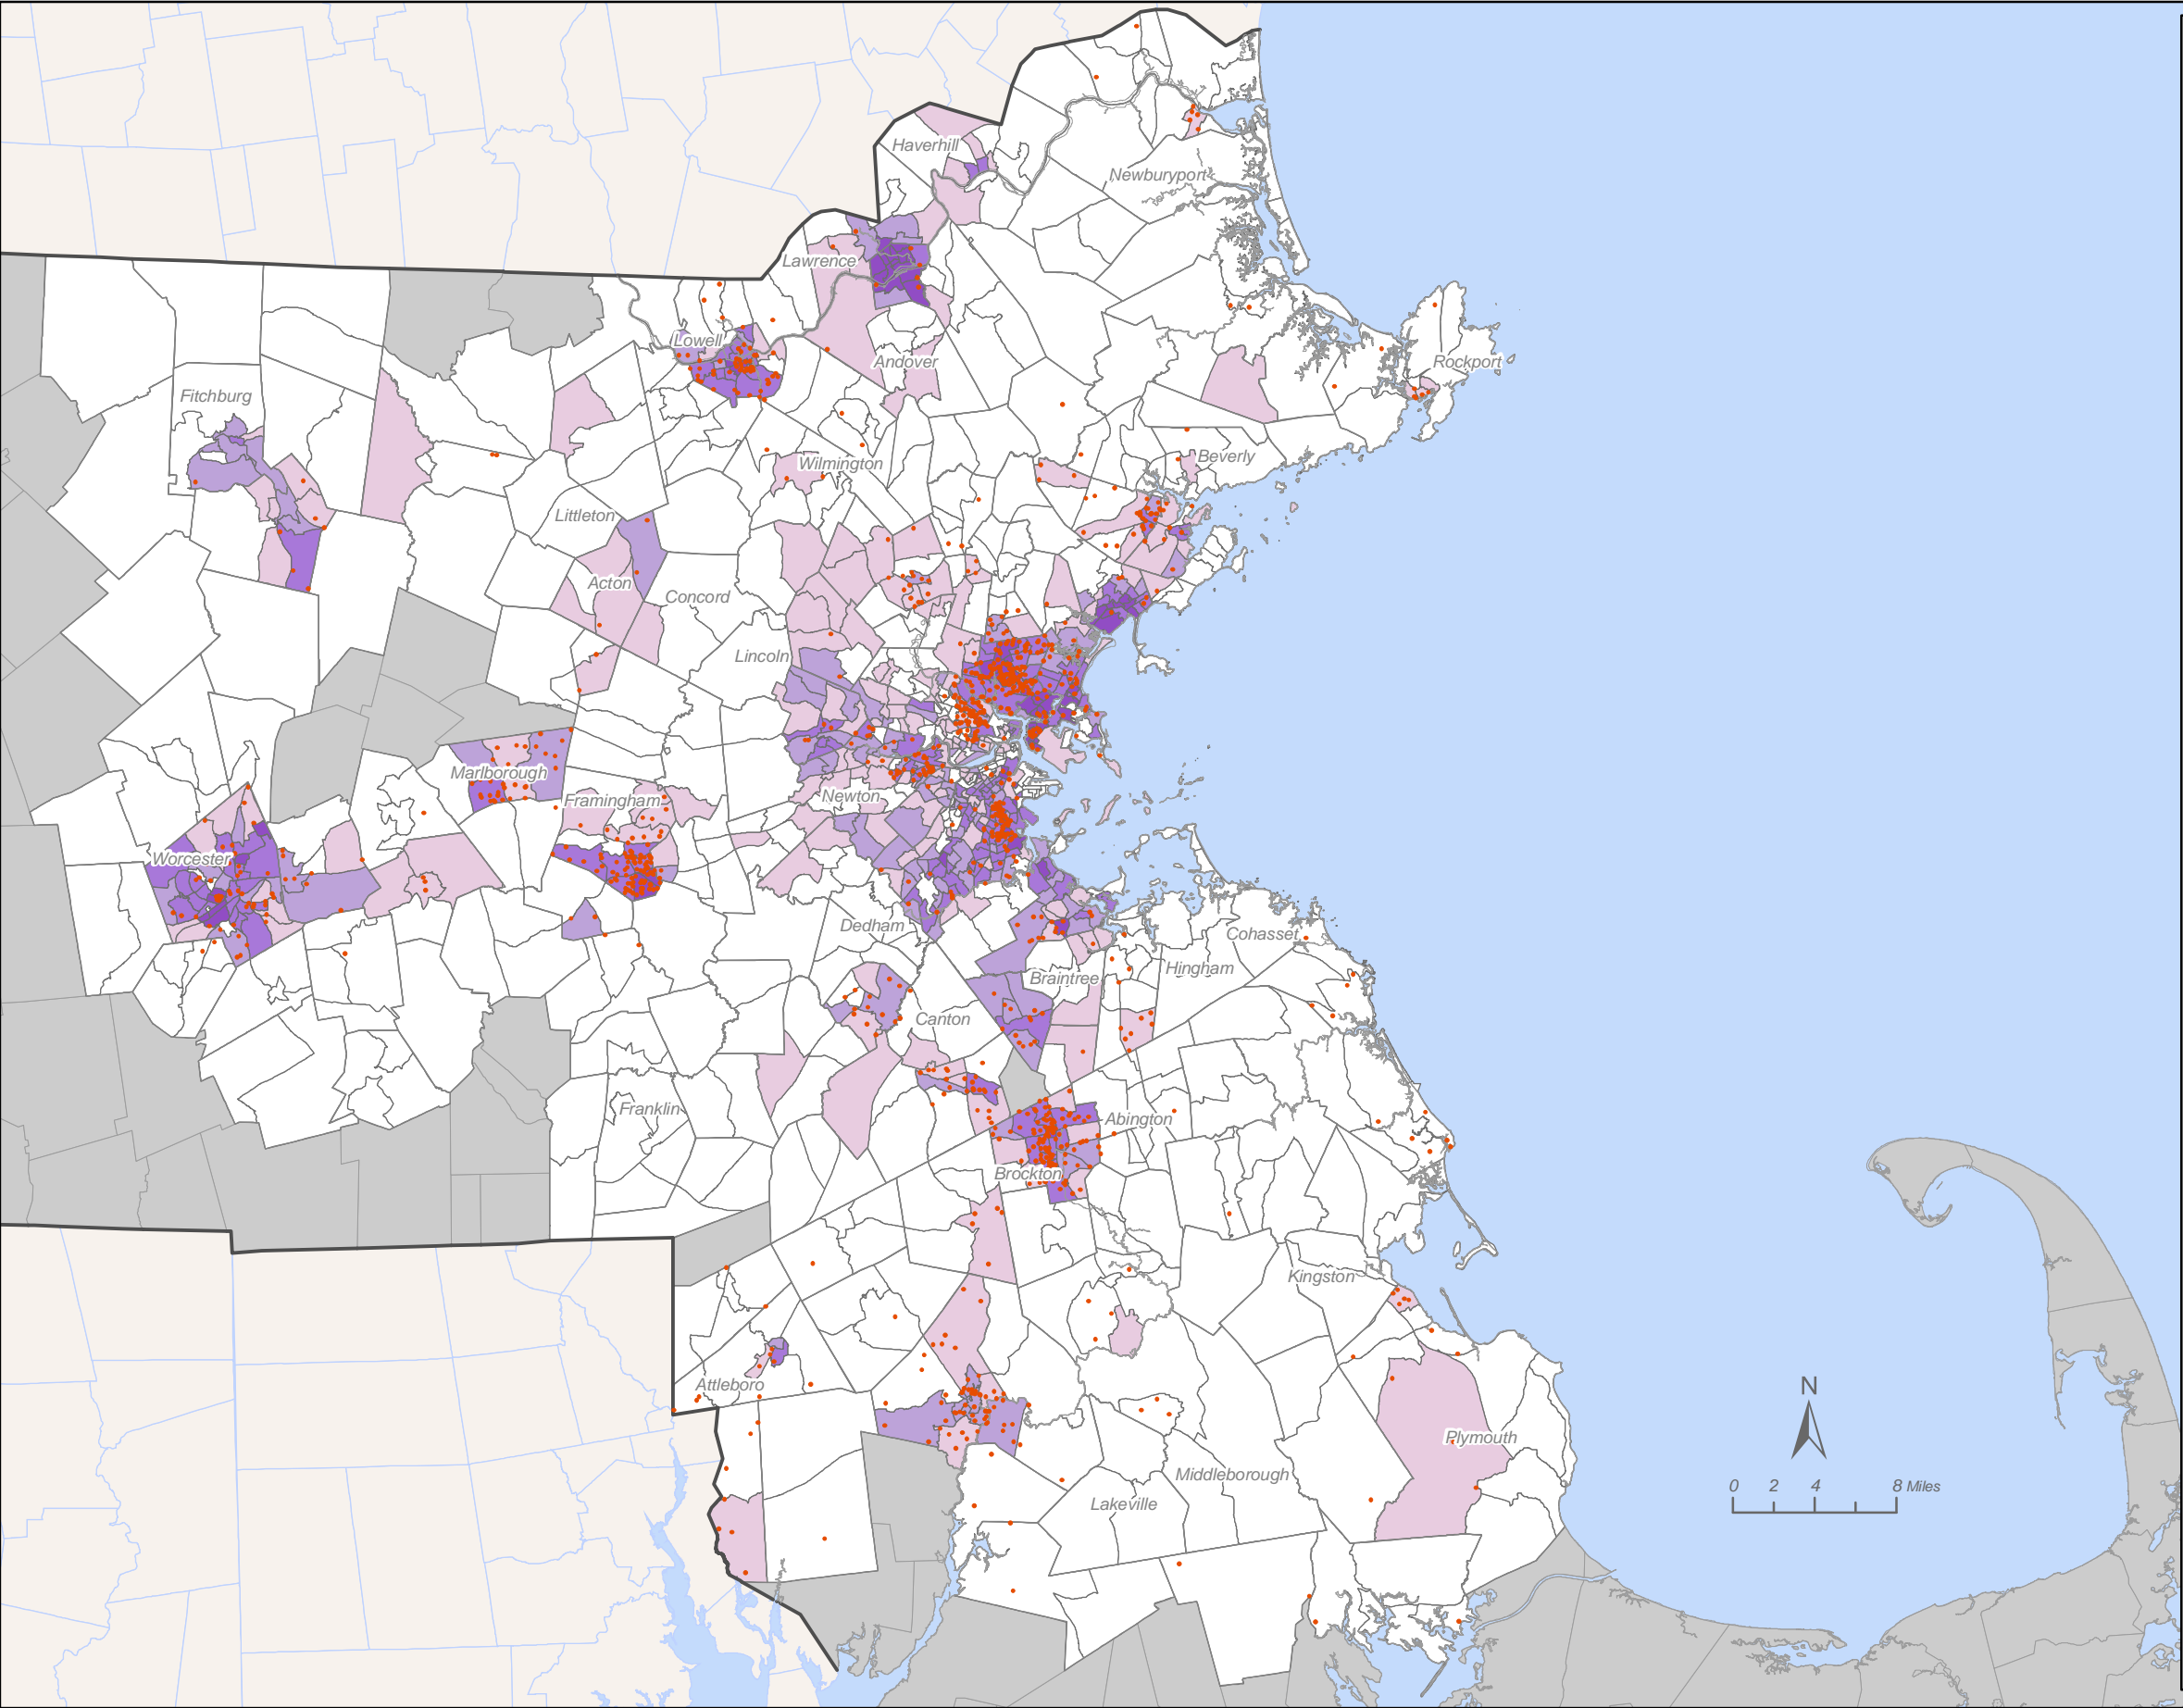 Haverhill
Newburyport
Lawrence
Lowell
Andover
Rockport
Fitchburg
Beverly
Wilmington
Littleton
Acton
Concord
Lincoln
Marlborough
Newton
Framingham
Worcester
Dedham
Cohasset
Hingham
Braintree
Canton
Franklin
Abington
Brockton
Kingston
Attleboro
N
Plymouth
Middleborough
0 2 4 8 Miles
Lakeville